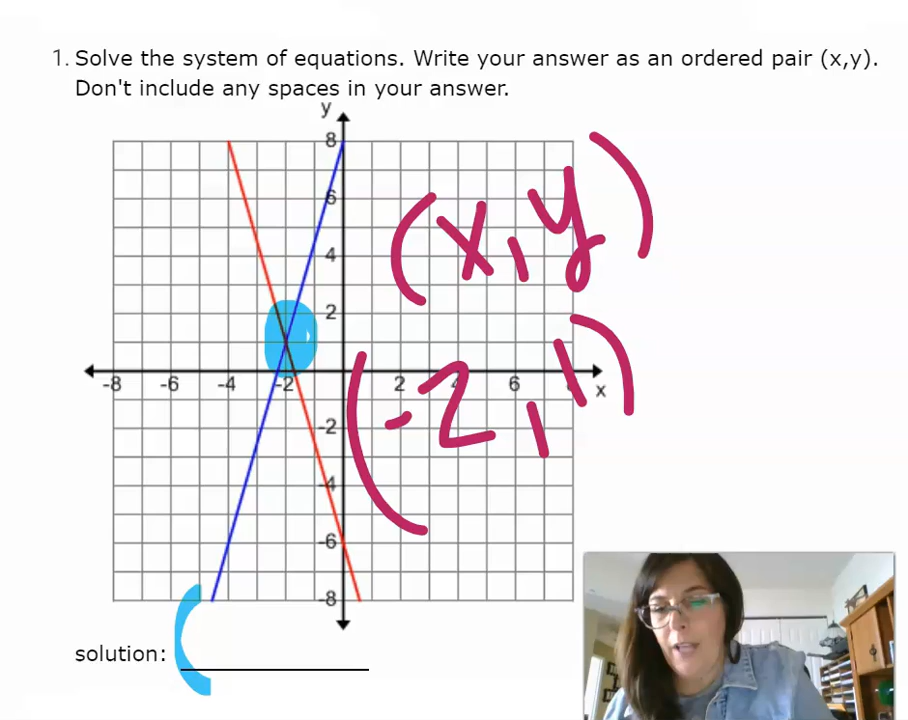 1. Solve the system of equations. Write your answer as an ordered pair (x,y).
Don't include any spaces in your answer.
y
8
6
4
2
-8 -6 -4 -2 2 4 6 x
-2
-4
-6
-8
(x,y)
(-2,1)
solution: (